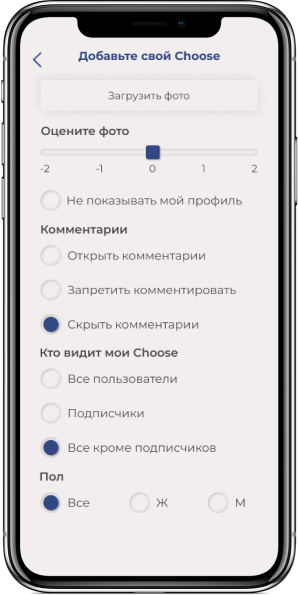 Добавьте свой Choose
Загрузить фото
Оцените фото
-2 -1 0 1 2
Не показывать мой профиль
Комментарии
Открыть комментарии
Запретить комментировать
Скрыть комментарии
Кто видит мои Choose
Все пользователи
Подписчики
Все кроме подписчиков
Пол
Все Ж М